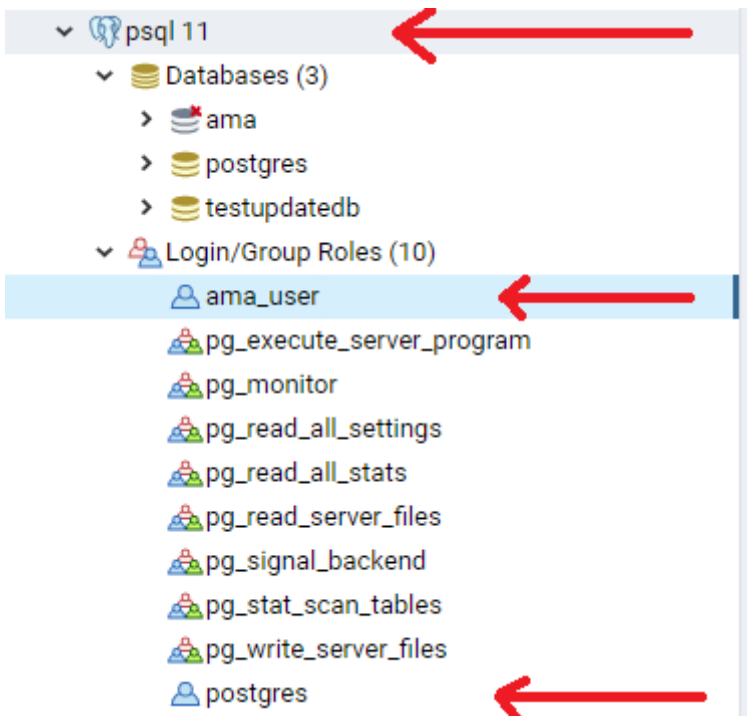 psql 11
Databases (3)
ama
postgres
testupdatedb
Login/Group Roles (10)
ama_user
pg_execute_server_program
pg_monitor
pg_read_all_settings
pg_read_all_stats
pg_read_server_files
pg_signal_backend
pg_stat_scan_tables
pg_write_server_files
postgres